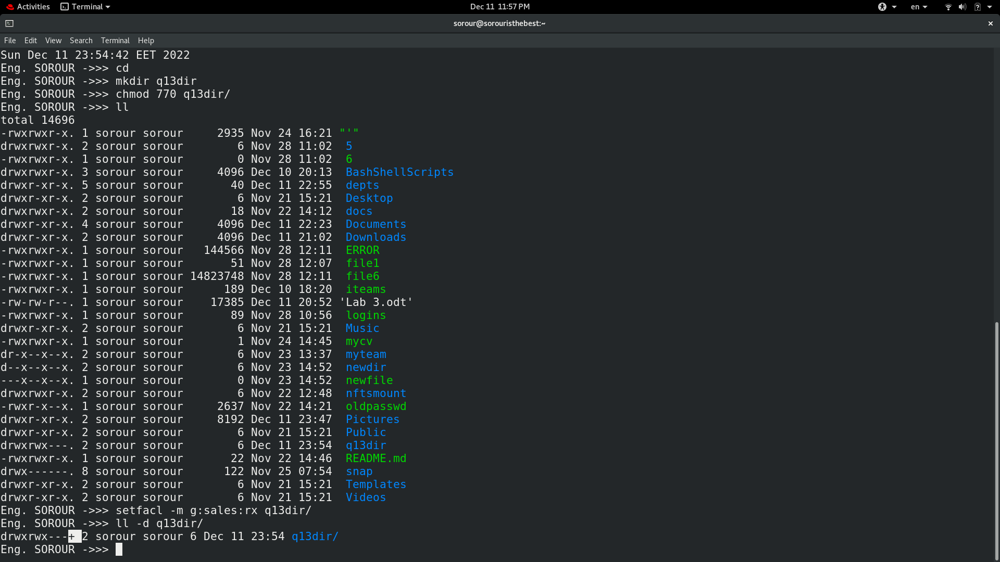 Activities Terminal Dec 11 11:57 PM en
sorour@sorouristhebest:~ ×
File Edit View Search Terminal Help
Sun Dec 11 23:54:42 EET 2022
Eng. SOROUR ->>> cd
Eng. SOROUR ->>> mkdir q13dir
Eng. SOROUR ->>> chmod 770 q13dir/
Eng. SOROUR ->>> ll
total 14696
-rwxrwxr-x. 1 sorour sorour     2935 Nov 24 16:21 "'"
drwxrwxr-x. 2 sorour sorour        6 Nov 28 11:02  5
-rwxrwxr-x. 1 sorour sorour        0 Nov 28 11:02  6
drwxrwxr-x. 3 sorour sorour     4096 Dec 10 20:13  BashShellScripts
drwxr-xr-x. 5 sorour sorour       40 Dec 11 22:55  depts
drwxr-xr-x. 2 sorour sorour        6 Nov 21 15:21  Desktop
drwxrwxr-x. 2 sorour sorour       18 Nov 22 14:12  docs
drwxr-xr-x. 4 sorour sorour     4096 Dec 11 22:23  Documents
drwxr-xr-x. 2 sorour sorour     4096 Dec 11 21:02  Downloads
-rwxrwxr-x. 1 sorour sorour   144566 Nov 28 12:11  ERROR
-rwxrwxr-x. 1 sorour sorour       51 Nov 28 12:07  file1
-rwxrwxr-x. 1 sorour sorour 14823748 Nov 28 12:11  file6
-rwxrwxr-x. 1 sorour sorour      189 Dec 10 18:20  iteams
-rw-rw-r--. 1 sorour sorour    17385 Dec 11 20:52 'Lab 3.odt'
-rwxrwxr-x. 1 sorour sorour       89 Nov 28 10:56  logins
drwxr-xr-x. 2 sorour sorour        6 Nov 21 15:21  Music
-rwxrwxr-x. 1 sorour sorour        1 Nov 24 14:45  mycv
dr-x--x--x. 2 sorour sorour        6 Nov 23 13:37  myteam
d--x--x--x. 2 sorour sorour        6 Nov 23 14:52  newdir
---x--x--x. 1 sorour sorour        0 Nov 23 14:52  newfile
drwxrwxr-x. 2 sorour sorour        6 Nov 22 12:48  nftsmount
-rwxr-x--x. 1 sorour sorour     2637 Nov 22 14:21  oldpasswd
drwxr-xr-x. 2 sorour sorour     8192 Dec 11 23:47  Pictures
drwxr-xr-x. 2 sorour sorour        6 Nov 21 15:21  Public
drwxrwx---. 2 sorour sorour        6 Dec 11 23:54  q13dir
-rwxrwxr-x. 1 sorour sorour       22 Nov 22 14:46  README.md
drwx------. 8 sorour sorour      122 Nov 25 07:54  snap
drwxr-xr-x. 2 sorour sorour        6 Nov 21 15:21  Templates
drwxr-xr-x. 2 sorour sorour        6 Nov 21 15:21  Videos
Eng. SOROUR ->>> setfacl -m g:sales:rx q13dir/
Eng. SOROUR ->>> ll -d q13dir/
drwxrwx---+ 2 sorour sorour 6 Dec 11 23:54 q13dir/
Eng. SOROUR ->>>